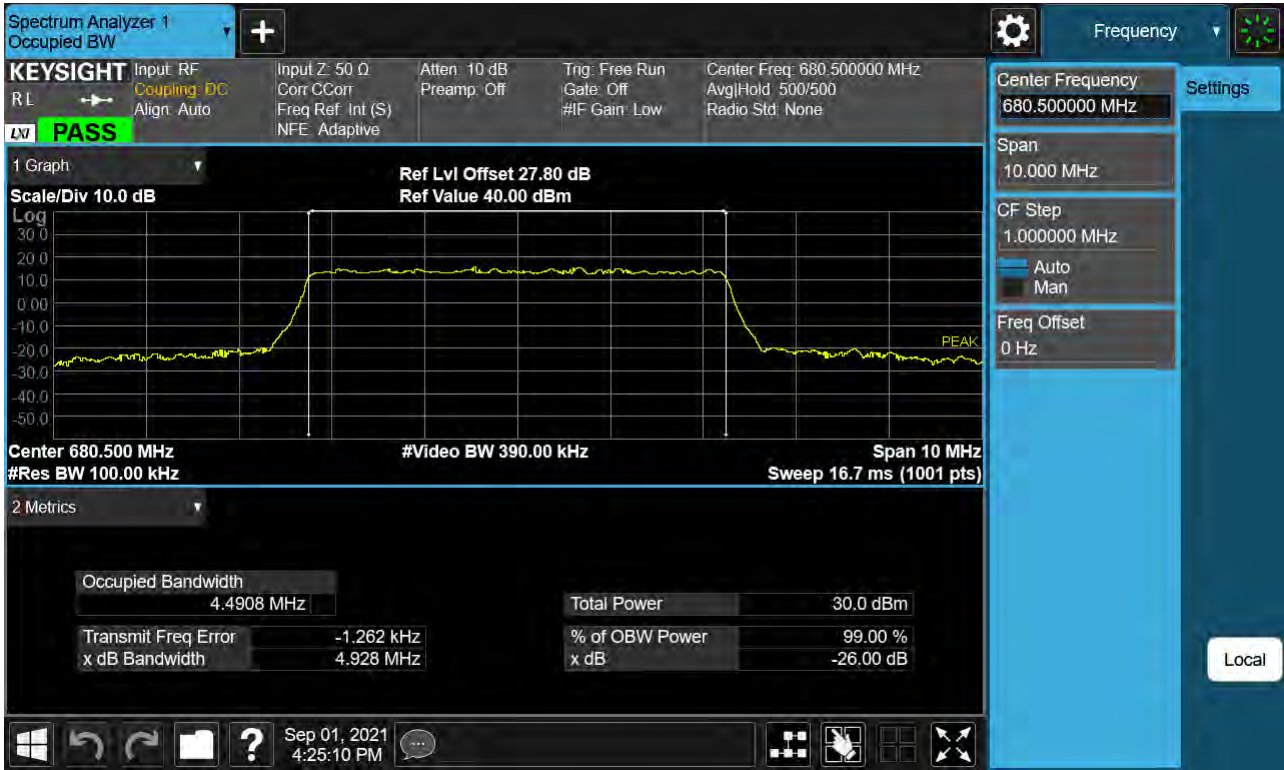 Spectrum Analyzer 1
Occupied BW
+
Frequency
KEYSIGHT
RL
LXI
PASS
Input: RF
Coupling: DC
Align: Auto
Input Z: 50 Ω
Corr CCorr
Freq Ref: Int (S)
NFE: Adaptive
Atten: 10 dB
Preamp: Off
Trig: Free Run
Gate: Off
#IF Gain: Low
Center Freq: 680.500000 MHz
Avg|Hold: 500/500
Radio Std: None
Center Frequency
680.500000 MHz
Settings
Span
10.000 MHz
CF Step
1.000000 MHz
Auto
Man
Freq Offset
0 Hz
Local
1 Graph
Scale/Div 10.0 dB
Ref Lvl Offset 27.80 dB
Ref Value 40.00 dBm
Log
30.0
20.0
10.0
0.00
-10.0
-20.0
-30.0
-40.0
-50.0
PEAK
Center 680.500 MHz
#Video BW 390.00 kHz
Span 10 MHz
#Res BW 100.00 kHz
Sweep 16.7 ms (1001 pts)
2 Metrics
Occupied Bandwidth
4.4908 MHz
Total Power 30.0 dBm
Transmit Freq Error -1.262 kHz
% of OBW Power 99.00 %
x dB Bandwidth 4.928 MHz
x dB -26.00 dB
?
Sep 01, 2021
4:25:10 PM